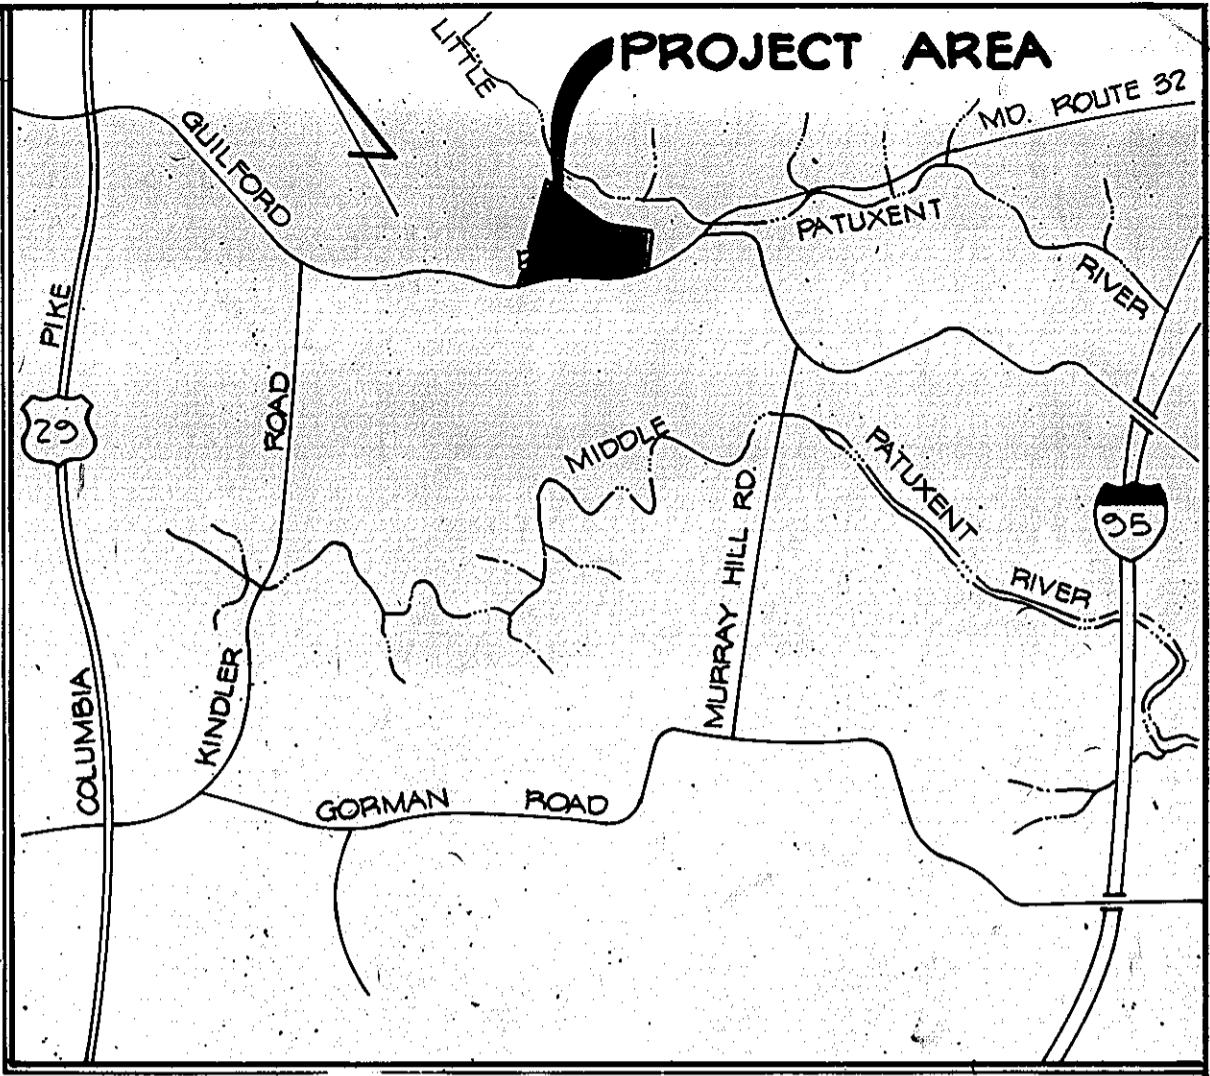 LITTLE
PROJECT AREA
MD. ROUTE 32
GUILFORD
PATUXENT
RIVER
PIKE
29
ROAD
MIDDLE
PATUXENT
95
RIVER
MURRAY HILL RD.
KINDLER
COLUMBIA
GORMAN ROAD